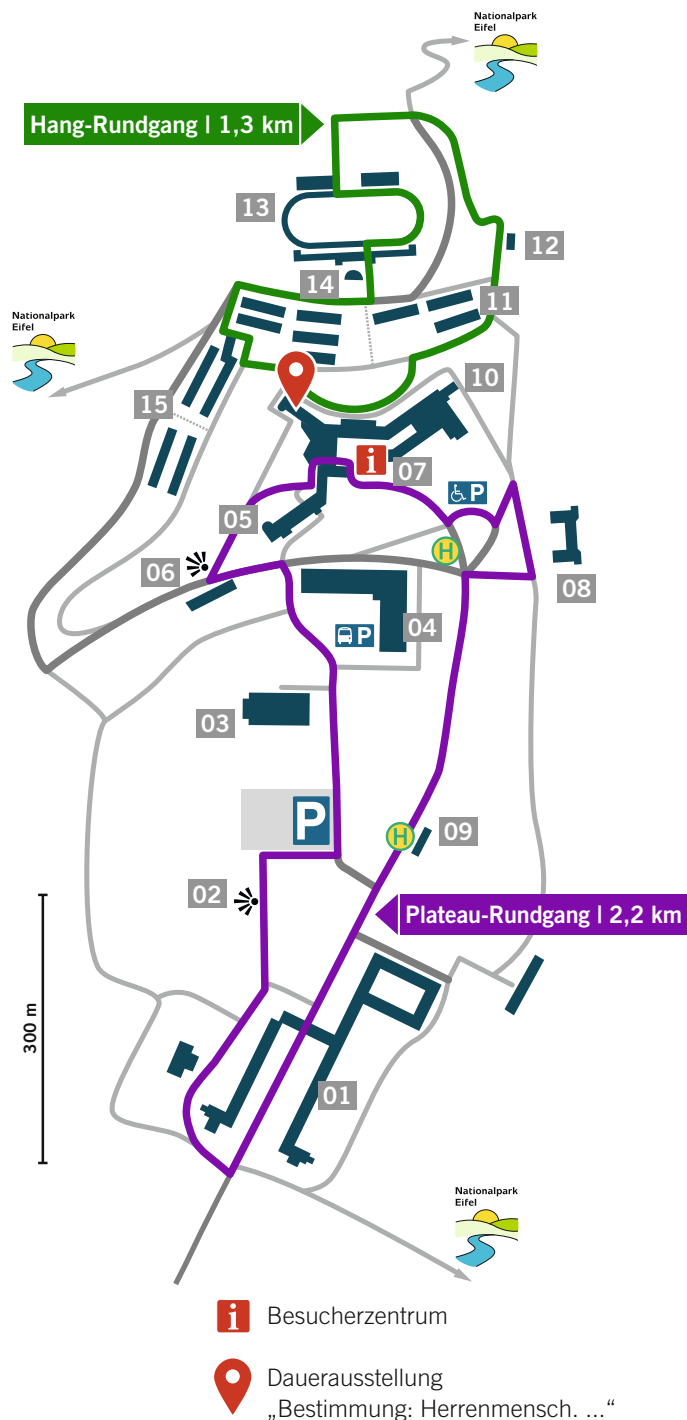 Nationalpark
Eifel
Hang-Rundgang | 1,3 km
13
12
14
11
Nationalpark
Eifel
10
15
i
07
P
05
H
06
08
04
P
03
P
H
09
02
Plateau-Rundgang | 2,2 km
300 m
01
Nationalpark
Eifel
i Besucherzentrum
Dauerausstellung
„Bestimmung: Herrenmensch. ...“